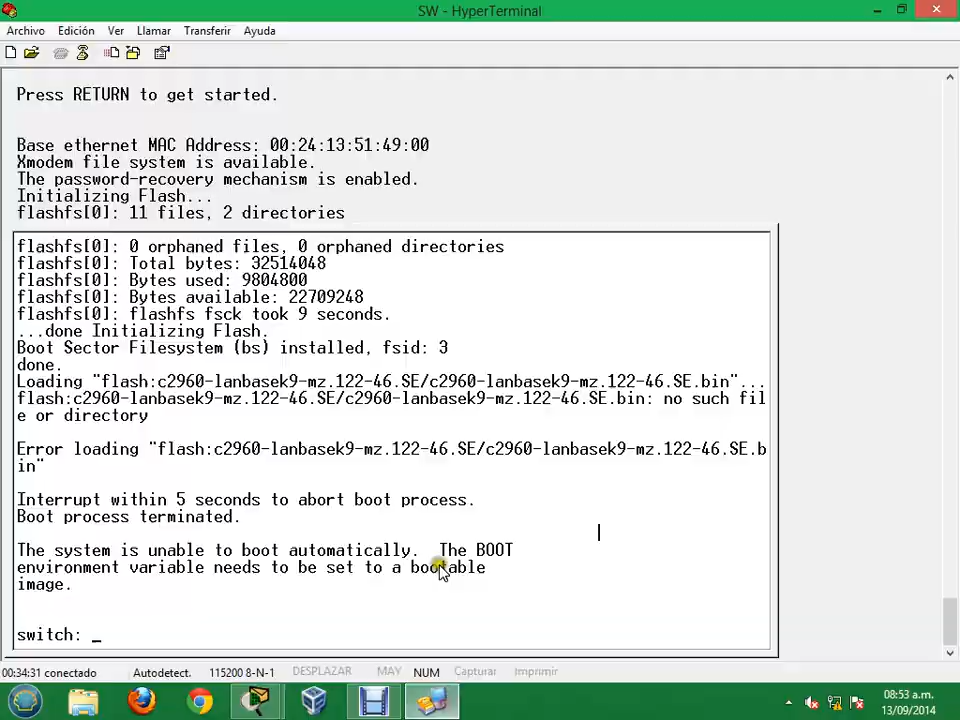 SW - HyperTerminal
Archivo Edición Ver Llamar Transferir Ayuda
Press RETURN to get started.
Base ethernet MAC Address: 00:24:13:51:49:00
Xmodem file system is available.
The password-recovery mechanism is enabled.
Initializing Flash...
flashfs[0]: 11 files, 2 directories
flashfs[0]: 0 orphaned files, 0 orphaned directories
flashfs[0]: Total bytes: 32514048
flashfs[0]: Bytes used: 9804800
flashfs[0]: Bytes available: 22709248
flashfs[0]: flashfs fsck took 9 seconds.
...done Initializing Flash.
Boot Sector Filesystem (bs) installed, fsid: 3
done.
Loading "flash:c2960-lanbasek9-mz.122-46.SE/c2960-lanbasek9-mz.122-46.SE.bin"...
flash:c2960-lanbasek9-mz.122-46.SE/c2960-lanbasek9-mz.122-46.SE.bin: no such fil
e or directory
Error loading "flash:c2960-lanbasek9-mz.122-46.SE/c2960-lanbasek9-mz.122-46.SE.b
in"
Interrupt within 5 seconds to abort boot process.
Boot process terminated.
The system is unable to boot automatically.  The BOOT
environment variable needs to be set to a bootable
image.
switch: _
00:34:31 conectado Autodetect. 115200 8-N-1 DESPLAZAR MAY NUM Capturar Imprimir
08:53 a.m.
13/09/2014